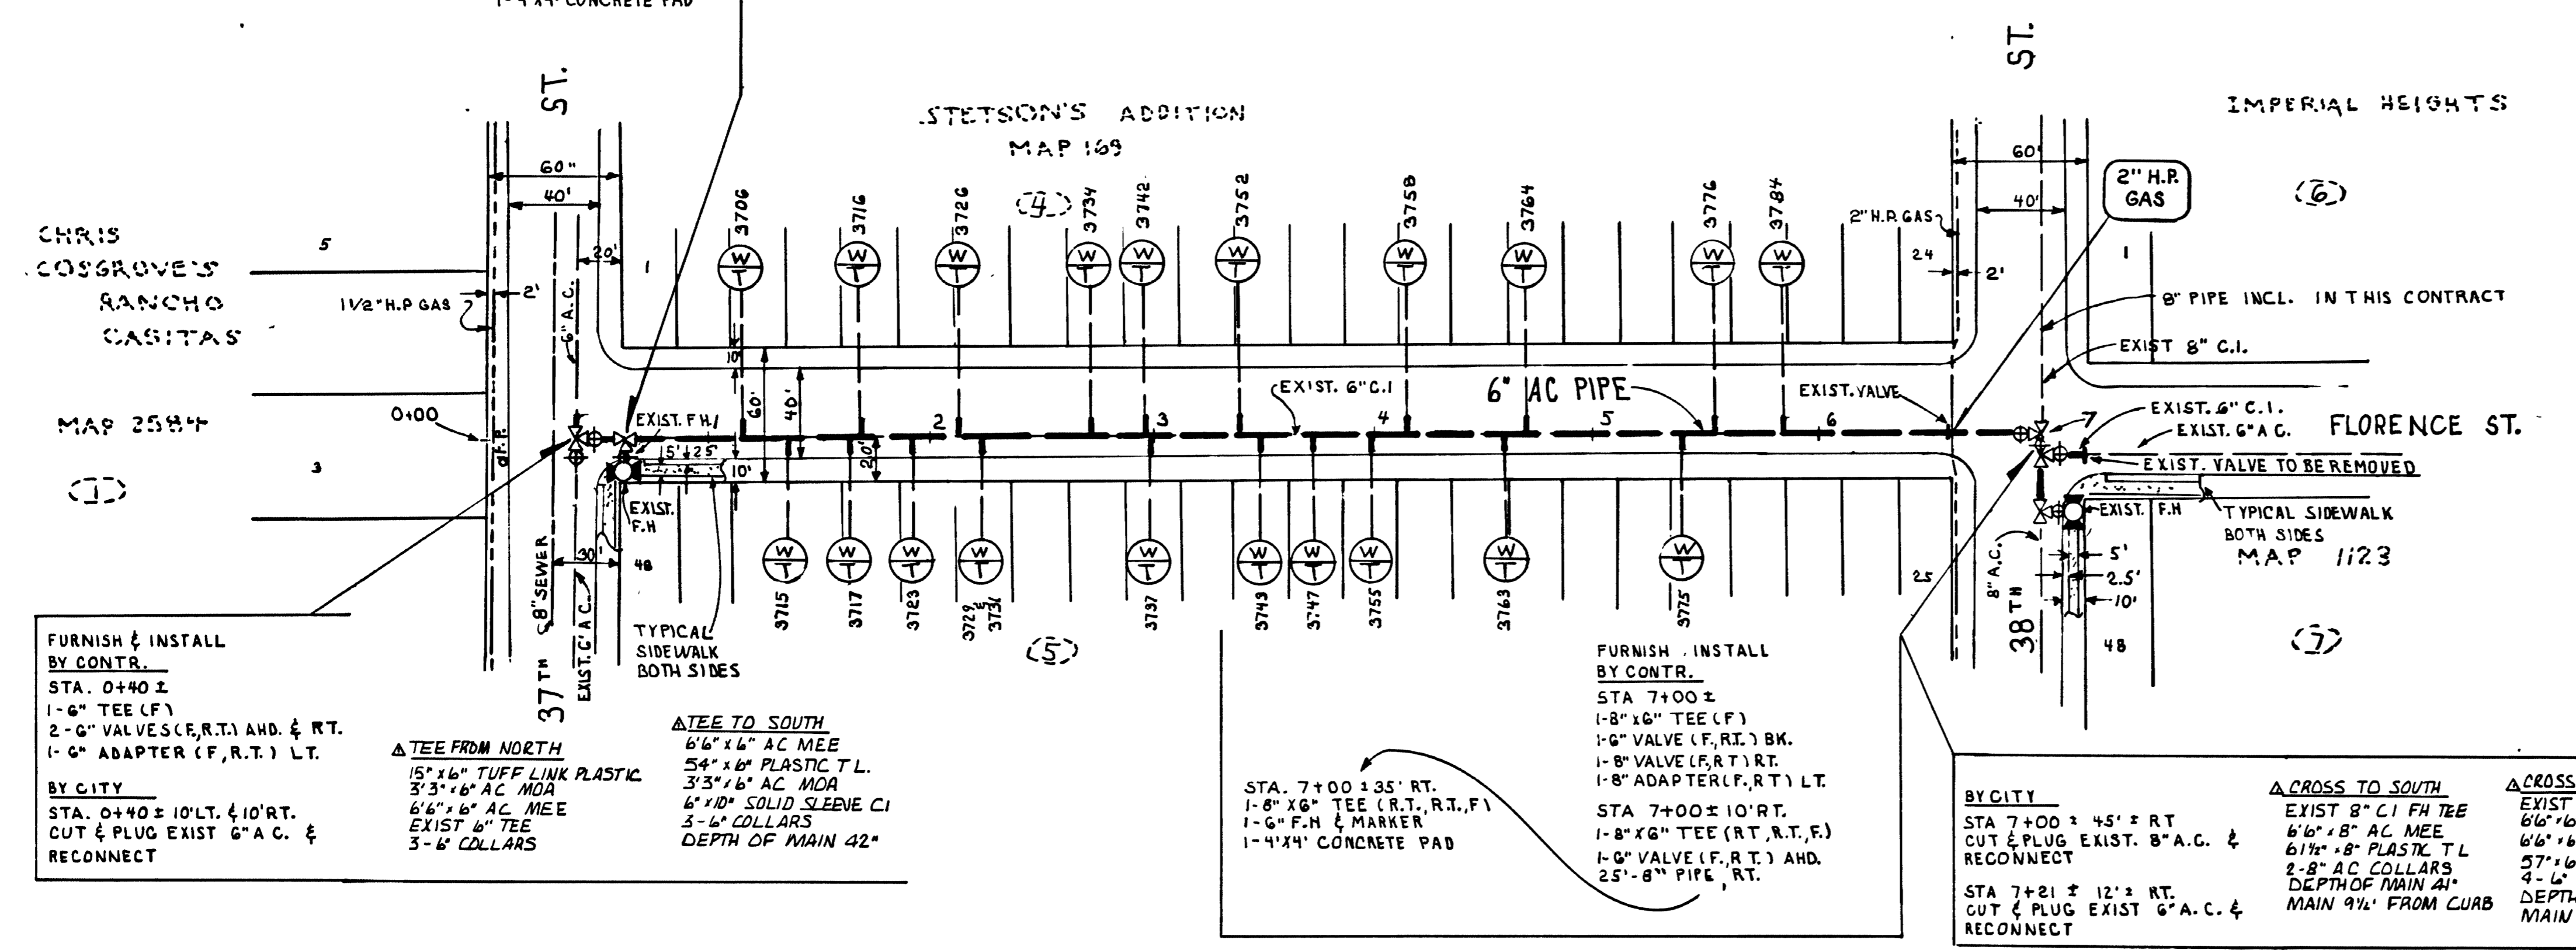 1-4'X4' CONCRETE PAD
ST.
ST.
STETSON'S ADDITION
MAP 169
4
IMPERIAL HEIGHTS
6
60"
40'
20'
60'
40'
2" H.P.
GAS
2" H.P. GAS
24
2'
1
CHRIS
COSGROVE'S
RANCHO
CASITAS
MAP 2584
1
5
3
1 1/2" H.P GAS
2'
0+00
6" A.C.
1
3706
3716
3726
3734
3742
3752
3758
3764
3776
3784
W
T
W
T
W
T
W
T
W
T
W
T
W
T
W
T
W
T
W
T
8" PIPE INCL. IN THIS CONTRACT
EXIST 8" C.I.
10'
60'
40'
20'
10'
EXIST. F.H.
5'
25'
EXIST.
F.H
2
3
EXIST. 6" C.I
4
6" AC PIPE
5
EXIST. VALVE
6
7
EXIST. 6" C.I.
EXIST. 6" A C.
FLORENCE ST.
EXIST. VALVE TO BE REMOVED
EXIST. F.H
TYPICAL SIDEWALK
BOTH SIDES
MAP 1123
5'
2.5'
10'
8" A.C.
38TH
25
48
7
W
T
W
T
W
T
W
T
W
T
W
T
W
T
W
T
W
T
W
T
3715
3717
3723
3729
&
3731
3737
3743
3747
3755
3763
3775
30'
48
8" SEWER
37TH
EXIST. 6" A C.
TYPICAL
SIDEWALK
BOTH SIDES
5
FURNISH & INSTALL
BY CONTR.
STA. 0+40 ±
1-6" TEE (F)
2-6" VALVES (F,R.T.) AHD. & RT.
1-6" ADAPTER (F,R.T.) LT.
BY CITY
STA. 0+40 ± 10'LT. & 10'RT.
CUT & PLUG EXIST 6" A C. &
RECONNECT
△ TEE FROM NORTH
15" x 6" TUFF LINK PLASTIC
3'3" x 6" AC MOA
6'6" x 6" AC MEE
EXIST 6" TEE
3-6" COLLARS
△ TEE TO SOUTH
6'6" x 6" AC MEE
54" x 6" PLASTIC T L.
3'3" x 6" AC MOA
6" x 10" SOLID SLEEVE CI
3-6" COLLARS
DEPTH OF MAIN 42"
STA. 7+00 ± 35' RT.
1-8" X6" TEE (R.T., R.T., F)
1-6" F.H & MARKER
1-4'X4' CONCRETE PAD
FURNISH INSTALL
BY CONTR.
STA 7+00 ±
1-8" x6" TEE (F)
1-6" VALVE (F., R.T.) BK.
1-8" VALVE (F, R T) RT.
1-8" ADAPTER (F., R T) LT.
STA 7+00 ± 10' RT.
1-8" X6" TEE (RT, R.T., F.)
1-6" VALVE (F., R T.) AHD.
25'-8" PIPE, RT.
BY CITY
STA 7+00 ± 45' ± RT
CUT & PLUG EXIST. 8" A.C. &
RECONNECT
STA 7+21 ± 12' ± RT.
CUT & PLUG EXIST 6" A.C. &
RECONNECT
△ CROSS TO SOUTH
EXIST 8" CI FH TEE
6'6" x 8" AC MEE
61½" x 8" PLASTIC T L
2-8" AC COLLARS
DEPTH OF MAIN 41"
MAIN 9½' FROM CURB
△ CROSS
EXIST
6'6" x 6
6'6" x 6
57" x 6
4-6"
DEPTH
MAIN